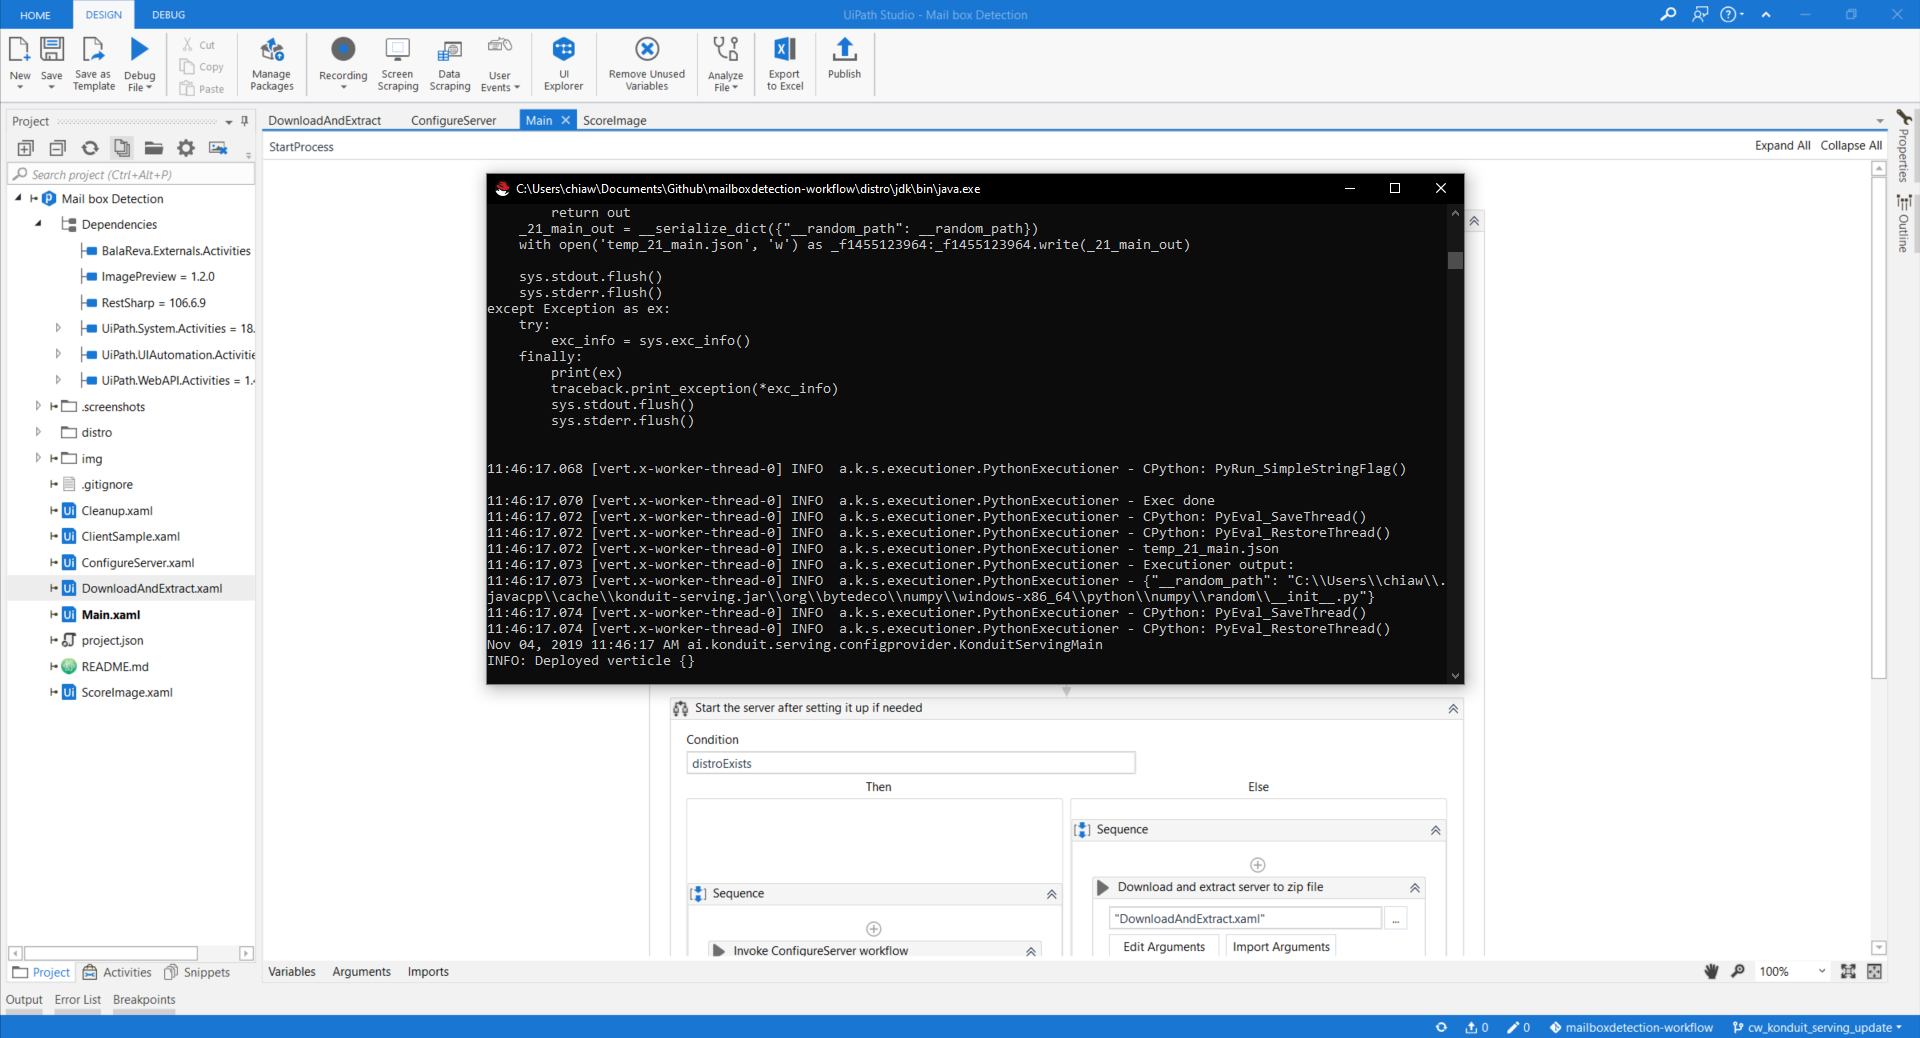 HOME
DESIGN
DEBUG
UiPath Studio - Mail box Detection
New
Save
Save as Template
Debug File
Cut
Copy
Paste
Manage Packages
Recording
Screen Scraping
Data Scraping
User Events
UI Explorer
Remove Unused Variables
Analyze File
Export to Excel
Publish
Project
DownloadAndExtract
ConfigureServer
Main
ScoreImage
StartProcess
Expand All
Collapse All
Properties
Outline
Search project (Ctrl+Alt+P)
Mail box Detection
Dependencies
BalaReva.Externals.Activities
ImagePreview = 1.2.0
RestSharp = 106.6.9
UiPath.System.Activities = 18.
UiPath.UIAutomation.Activitie
UiPath.WebAPI.Activities = 1.4
.screenshots
distro
img
.gitignore
Cleanup.xaml
ClientSample.xaml
ConfigureServer.xaml
DownloadAndExtract.xaml
Main.xaml
project.json
README.md
ScoreImage.xaml
C:\Users\chiaw\Documents\Github\mailboxdetection-workflow\distro\jdk\bin\java.exe
return out
_21_main_out = __serialize_dict({"__random_path": __random_path})
with open('temp_21_main.json', 'w') as _f1455123964:_f1455123964.write(_21_main_out)
sys.stdout.flush()
sys.stderr.flush()
except Exception as ex:
try:
exc_info = sys.exc_info()
finally:
print(ex)
traceback.print_exception(*exc_info)
sys.stdout.flush()
sys.stderr.flush()
11:46:17.068 [vert.x-worker-thread-0] INFO  a.k.s.executioner.PythonExecutioner - CPython: PyRun_SimpleStringFlag()
11:46:17.070 [vert.x-worker-thread-0] INFO  a.k.s.executioner.PythonExecutioner - Exec done
11:46:17.072 [vert.x-worker-thread-0] INFO  a.k.s.executioner.PythonExecutioner - CPython: PyEval_SaveThread()
11:46:17.072 [vert.x-worker-thread-0] INFO  a.k.s.executioner.PythonExecutioner - CPython: PyEval_RestoreThread()
11:46:17.072 [vert.x-worker-thread-0] INFO  a.k.s.executioner.PythonExecutioner - temp_21_main.json
11:46:17.073 [vert.x-worker-thread-0] INFO  a.k.s.executioner.PythonExecutioner - Executioner output:
11:46:17.073 [vert.x-worker-thread-0] INFO  a.k.s.executioner.PythonExecutioner - {"__random_path": "C:\\Users\\chiaw\\.
javacpp\\cache\\konduit-serving.jar\\org\\bytedeco\\numpy\\windows-x86_64\\python\\numpy\\random\\__init__.py"}
11:46:17.074 [vert.x-worker-thread-0] INFO  a.k.s.executioner.PythonExecutioner - CPython: PyEval_SaveThread()
11:46:17.074 [vert.x-worker-thread-0] INFO  a.k.s.executioner.PythonExecutioner - CPython: PyEval_RestoreThread()
Nov 04, 2019 11:46:17 AM ai.konduit.serving.configprovider.KonduitServingMain
INFO: Deployed verticle {}
Start the server after setting it up if needed
Condition
distroExists
Then
Else
Sequence
Invoke ConfigureServer workflow
Sequence
Download and extract server to zip file
"DownloadAndExtract.xaml"
...
Edit Arguments
Import Arguments
Project
Activities
Snippets
Variables
Arguments
Imports
100%
Output
Error List
Breakpoints
0
0
mailboxdetection-workflow
cw_konduit_serving_update